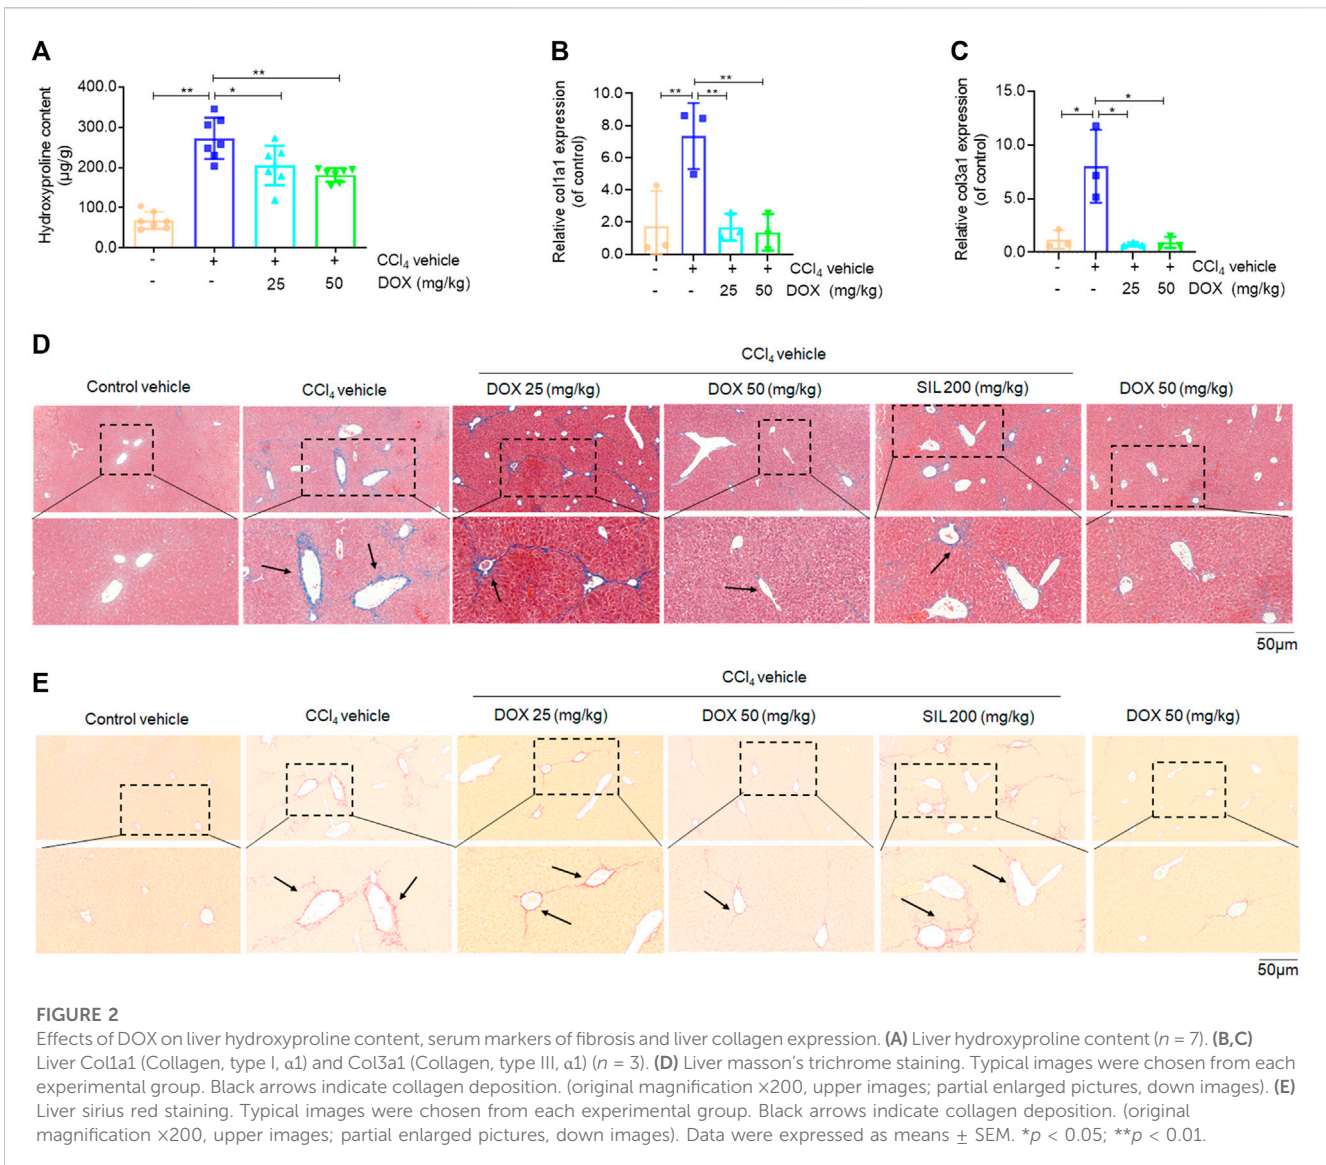 A
Hydroxyproline content
(µg/g)
400.0
300.0
200.0
100.0
0.0
** *
**
- + + + CCl4 vehicle
- - 25 50 DOX (mg/kg)
B
Relative col1a1 expression
(of control)
10.0
8.0
6.0
4.0
2.0
0.0
** **
**
- + + + CCl4 vehicle
- - 25 50 DOX (mg/kg)
C
Relative col3a1 expression
(of control)
15.0
10.0
5.0
0.0
* *
*
- + + + CCl4 vehicle
- - 25 50 DOX (mg/kg)
D
CCl4 vehicle
Control vehicle CCl4 vehicle DOX 25 (mg/kg) DOX 50 (mg/kg) SIL 200 (mg/kg) DOX 50 (mg/kg)
50µm
E
CCl4 vehicle
Control vehicle CCl4 vehicle DOX 25 (mg/kg) DOX 50 (mg/kg) SIL 200 (mg/kg) DOX 50 (mg/kg)
50µm
FIGURE 2
Effects of DOX on liver hydroxyproline content, serum markers of fibrosis and liver collagen expression. (A) Liver hydroxyproline content (n = 7). (B,C)
Liver Col1a1 (Collagen, type I, α1) and Col3a1 (Collagen, type III, α1) (n = 3). (D) Liver masson's trichrome staining. Typical images were chosen from each
experimental group. Black arrows indicate collagen deposition. (original magnification ×200, upper images; partial enlarged pictures, down images). (E)
Liver sirius red staining. Typical images were chosen from each experimental group. Black arrows indicate collagen deposition. (original
magnification ×200, upper images; partial enlarged pictures, down images). Data were expressed as means ± SEM. *p < 0.05; **p < 0.01.